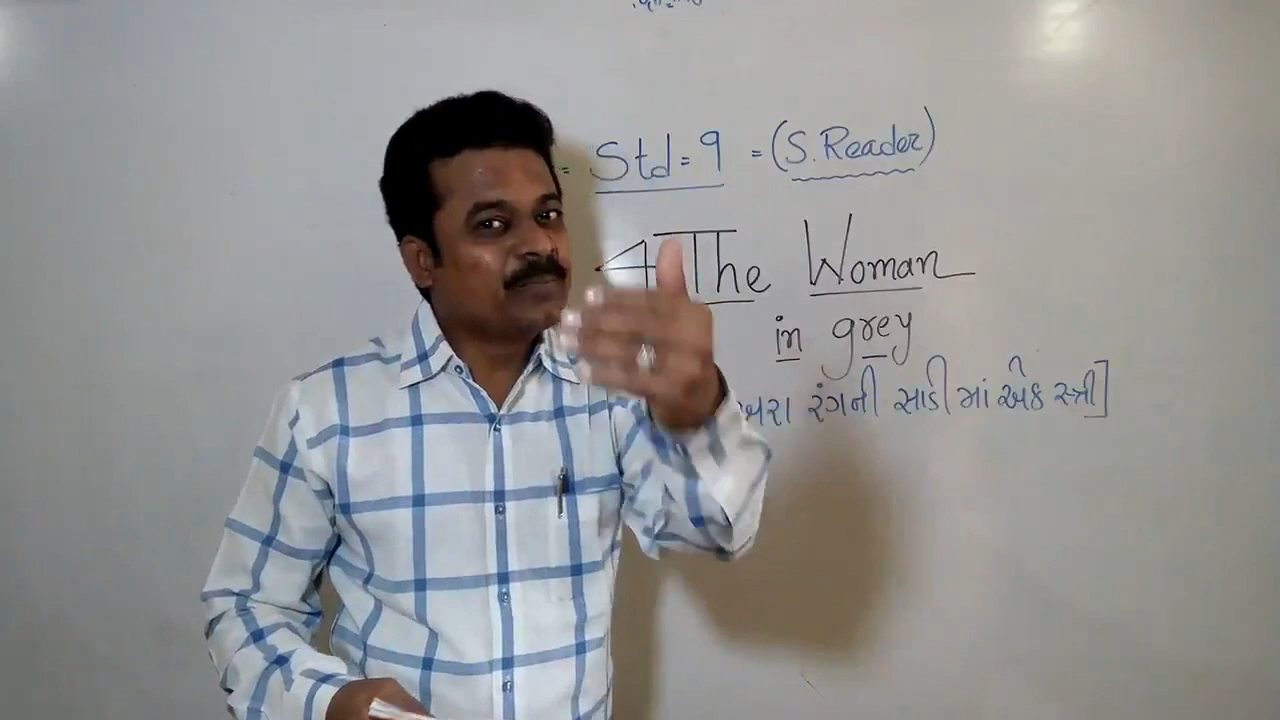 = Std = 9 = (S. Reader)
4 The Woman
in grey
રંગની સાડીમાં એક સ્ત્રી]